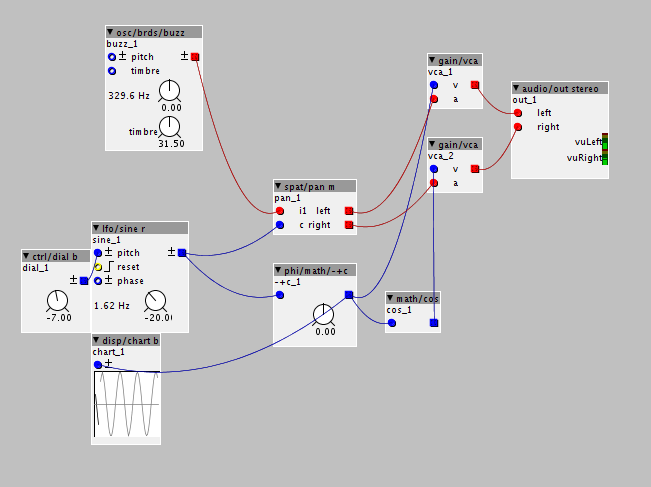 osc/brds/buzz
buzz_1
± pitch ±
timbre
329.6 Hz
0.00
timbre
31.50
gain/vca
vca_1
v
a
audio/out stereo
out_1
left
right
vuLeft
vuRight
gain/vca
vca_2
v
a
spat/pan m
pan_1
i1 left
c right
lfo/sine r
sine_1
± pitch ±
reset
± phase
1.62 Hz
-20.0
ctrl/dial b
dial_1
±
-7.00
phi/math/-+c
-+c_1
0.00
math/cos
cos_1
disp/chart b
chart_1
±